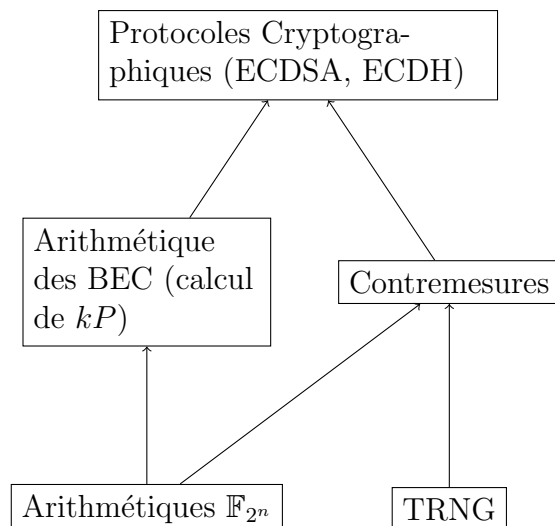 Protocoles Cryptogra-
phiques (ECDSA, ECDH)
Arithmétique
des BEC (calcul
de kP)
Contremesures
Arithmétiques 𝔽₂ⁿ
TRNG